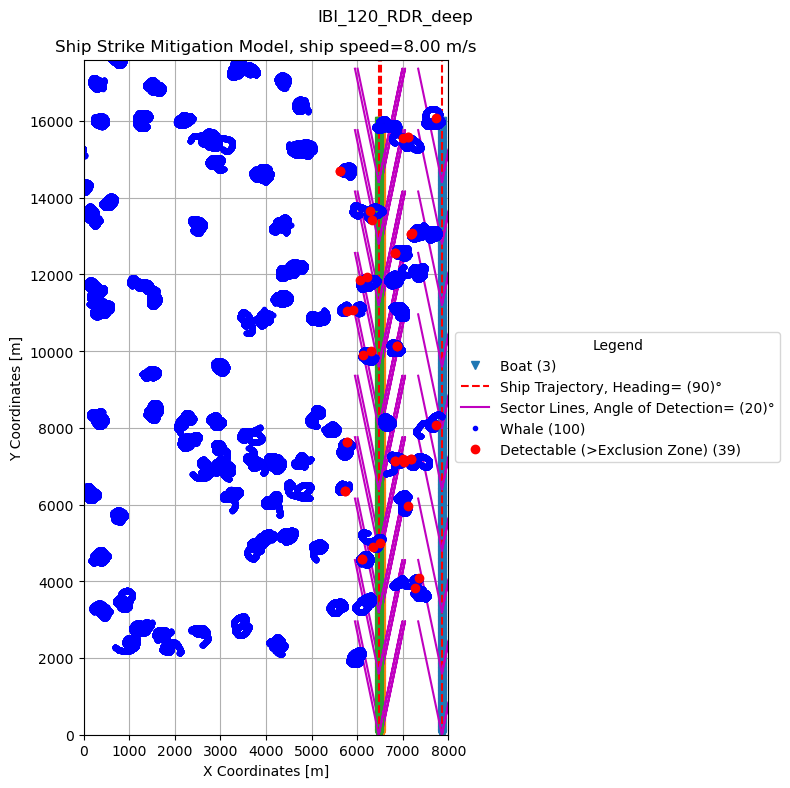 IBI_120_RDR_deep
Ship Strike Mitigation Model, ship speed=8.00 m/s
Y Coordinates [m]
16000
14000
12000
10000
8000
6000
4000
2000
0
0 1000 2000 3000 4000 5000 6000 7000 8000
X Coordinates [m]
Legend
Boat (3)
Ship Trajectory, Heading= (90)°
Sector Lines, Angle of Detection= (20)°
Whale (100)
Detectable (>Exclusion Zone) (39)